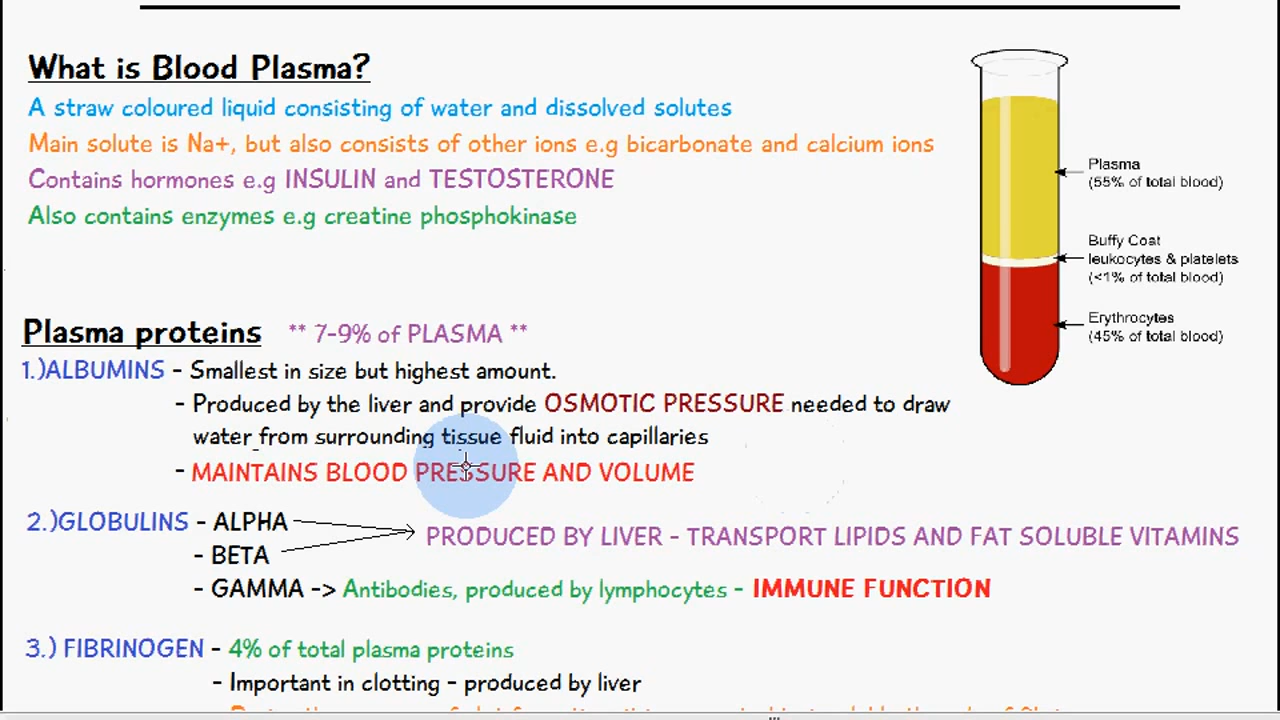 What is Blood Plasma?
A straw coloured liquid consisting of water and dissolved solutes
Main solute is Na+, but also consists of other ions e.g bicarbonate and calcium ions
Contains hormones e.g INSULIN and TESTOSTERONE
Also contains enzymes e.g creatine phosphokinase
Plasma
(55% of total blood)
Buffy Coat
leukocytes & platelets
(<1% of total blood)
Erythrocytes
(45% of total blood)
Plasma proteins ** 7-9% of PLASMA **
1.)ALBUMINS - Smallest in size but highest amount.
- Produced by the liver and provide OSMOTIC PRESSURE needed to draw
water from surrounding tissue fluid into capillaries
- MAINTAINS BLOOD PRESSURE AND VOLUME
2.)GLOBULINS - ALPHA
- BETA
PRODUCED BY LIVER - TRANSPORT LIPIDS AND FAT SOLUBLE VITAMINS
- GAMMA -> Antibodies, produced by lymphocytes - IMMUNE FUNCTION
3.) FIBRINOGEN - 4% of total plasma proteins
- Important in clotting - produced by liver